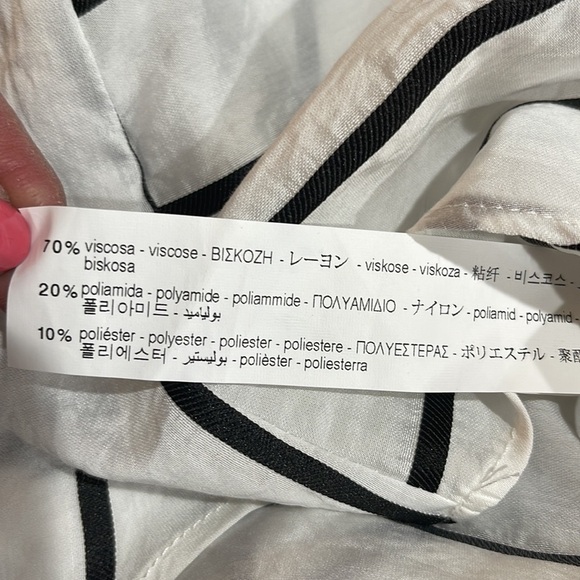 70% viscosa - viscose - ΒΙΣΚΟΖΗ - レーヨン - viskose - viskoza - 粘纤 - 비스코스 -
biskosa
20% poliamida - polyamide - poliammide - ΠΟΛΥΑΜΙΔΙΟ - ナイロン - poliamid - polyamid -
폴리아미드 - بولياميد
10% poliéster - polyester - poliester - poliestere - ΠΟΛΥΕΣΤΕΡΑΣ - ポリエステル - 聚酯
폴리에스터 - بوليستير - polièster - poliesterra